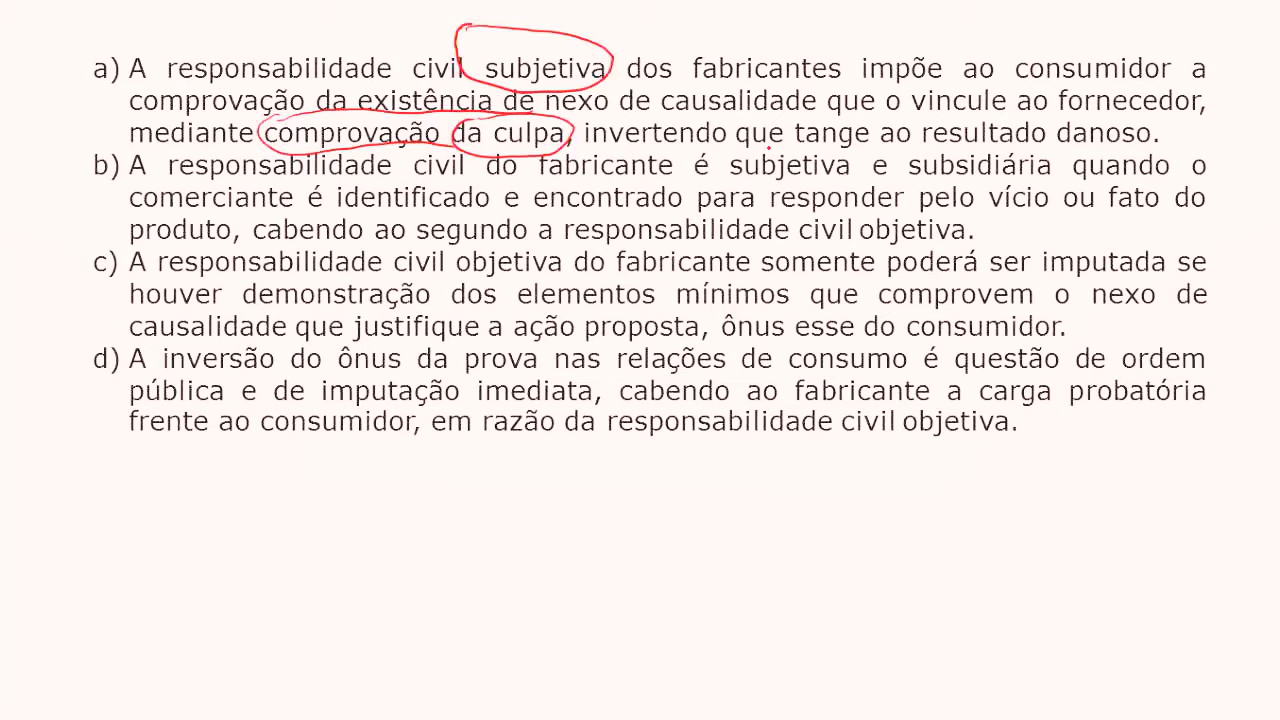 a) A responsabilidade civil subjetiva dos fabricantes impõe ao consumidor a
comprovação da existência de nexo de causalidade que o vincule ao fornecedor,
mediante comprovação da culpa, invertendo que tange ao resultado danoso.
b) A responsabilidade civil do fabricante é subjetiva e subsidiária quando o
comerciante é identificado e encontrado para responder pelo vício ou fato do
produto, cabendo ao segundo a responsabilidade civil objetiva.
c) A responsabilidade civil objetiva do fabricante somente poderá ser imputada se
houver demonstração dos elementos mínimos que comprovem o nexo de
causalidade que justifique a ação proposta, ônus esse do consumidor.
d) A inversão do ônus da prova nas relações de consumo é questão de ordem
pública e de imputação imediata, cabendo ao fabricante a carga probatória
frente ao consumidor, em razão da responsabilidade civil objetiva.